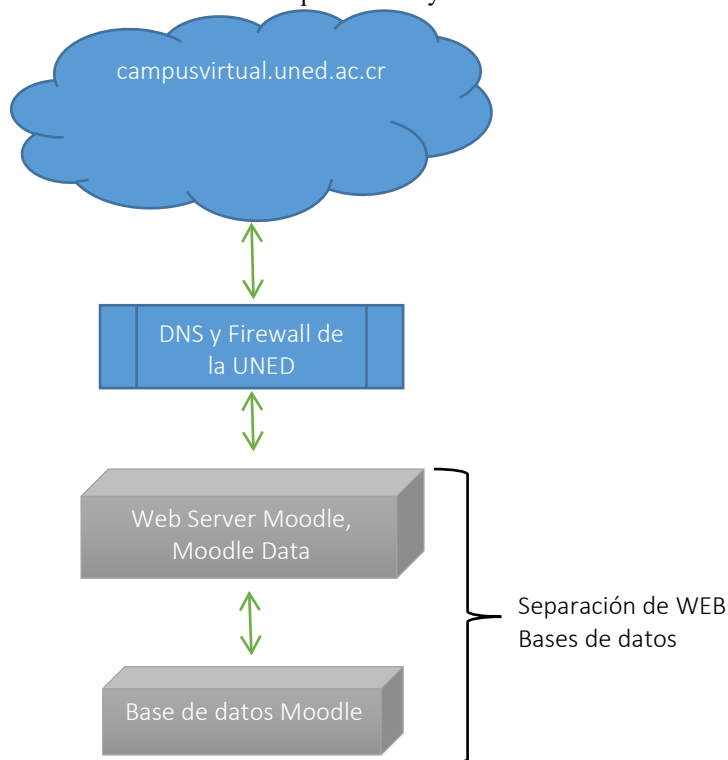 campusvirtual.uned.ac.cr
DNS y Firewall de
la UNED
Web Server Moodle,
Moodle Data
Separación de WEB
Bases de datos
Base de datos Moodle